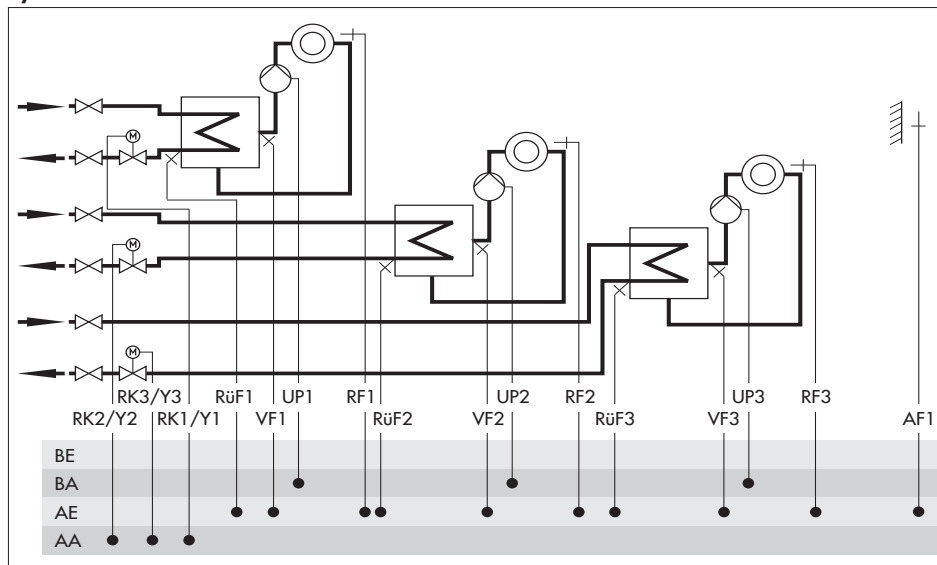 M
M
M
RK3/Y3 RüF1 UP1 RF1 UP2 RF2 UP3 RF3
RK2/Y2 RK1/Y1 VF1 RüF2 VF2 RüF3 VF3 AF1
BE
BA
AE
AA